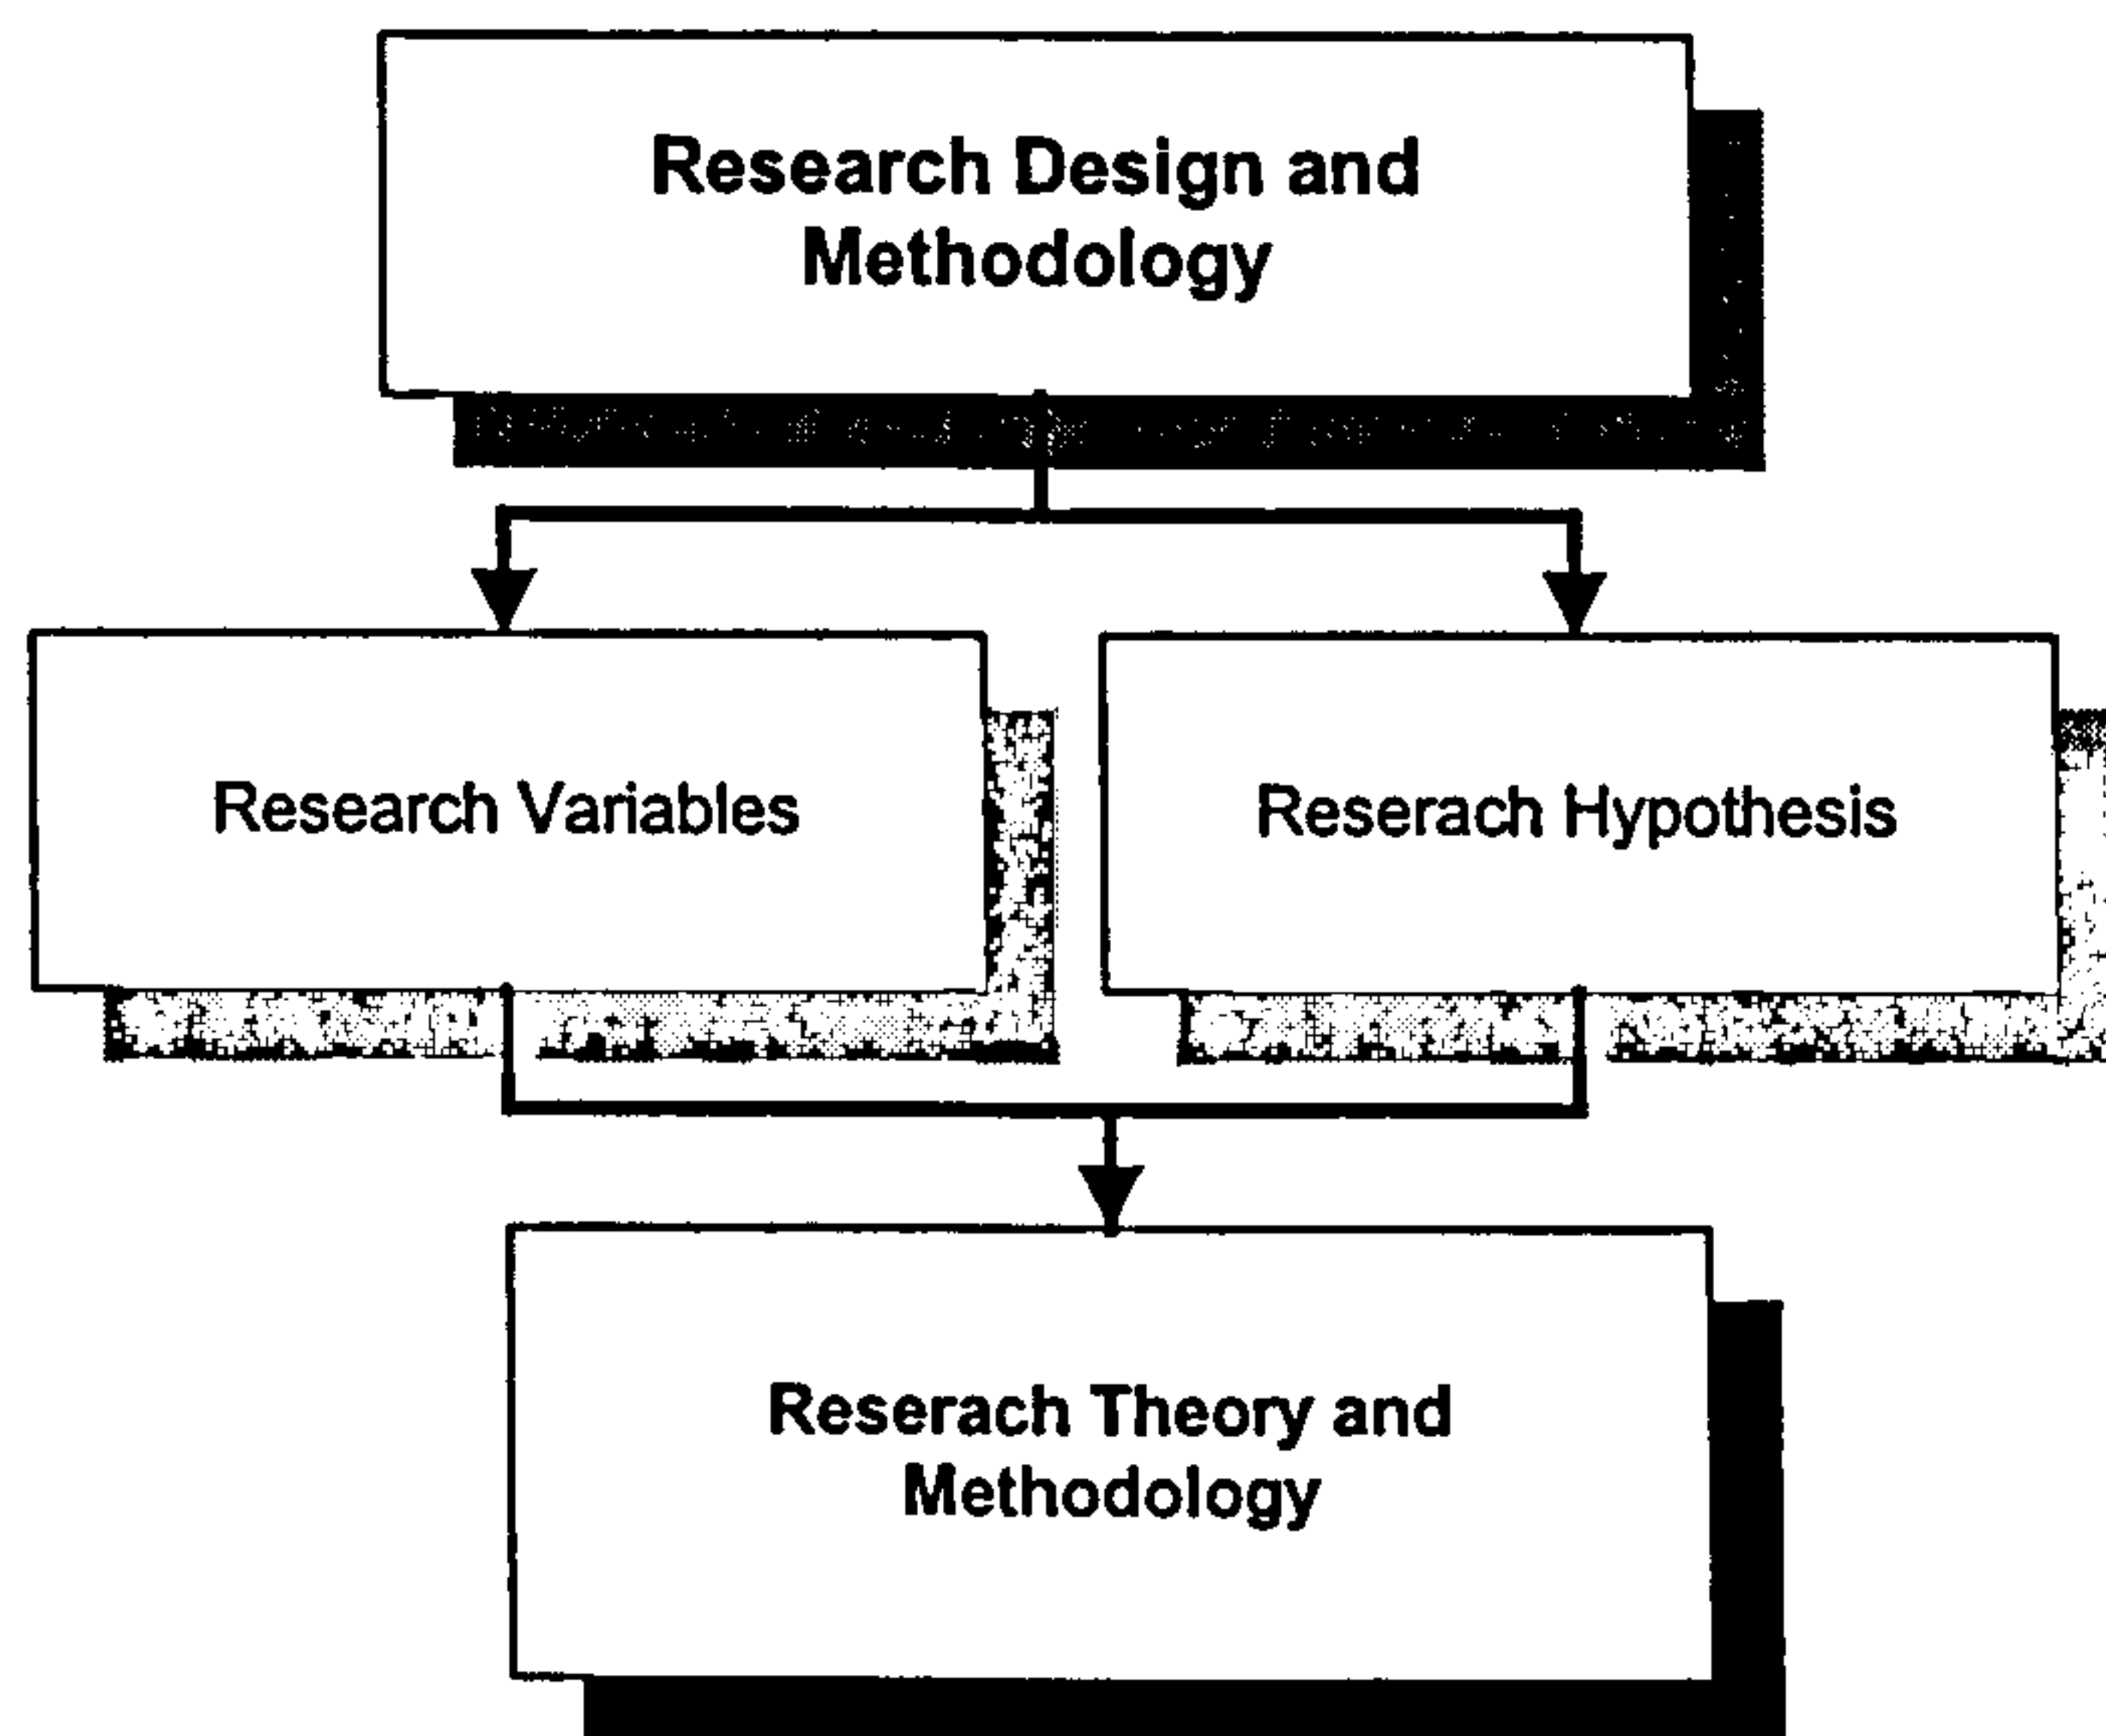 Research Design and
Methodology
Research Variables
Reserach Hypothesis
Reserach Theory and
Methodology